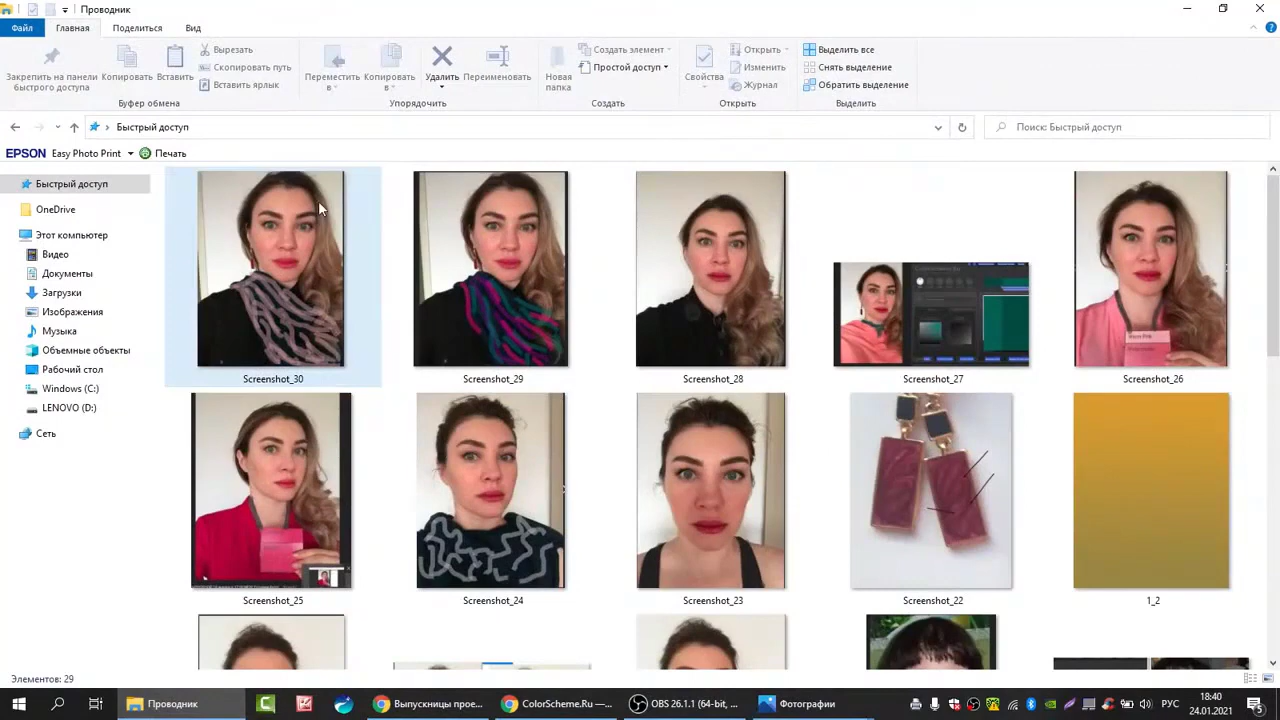 Проводник
Файл Главная Поделиться Вид
Закрепить на панели быстрого доступа
Копировать
Вставить
Вырезать
Скопировать путь
Вставить ярлык
Переместить в
Копировать в
Удалить
Переименовать
Новая папка
Создать элемент
Простой доступ
Свойства
Открыть
Изменить
Журнал
Выделить все
Снять выделение
Обратить выделение
Буфер обмена Упорядочить Создать Открыть Выделить
Быстрый доступ
Поиск: Быстрый доступ
EPSON Easy Photo Print Печать
Быстрый доступ
OneDrive
Этот компьютер
Видео
Документы
Загрузки
Изображения
Музыка
Объемные объекты
Рабочий стол
Windows (C:)
LENOVO (D:)
Сеть
Screenshot_30 Screenshot_29 Screenshot_28 Screenshot_27 Screenshot_26
Screenshot_25 Screenshot_24 Screenshot_23 Screenshot_22 1_2
Элементов: 29
Проводник
Выпускницы прое...
ColorScheme.Ru —...
OBS 26.1.1 (64-bit, ...
Фотографии
РУС
18:40
24.01.2021